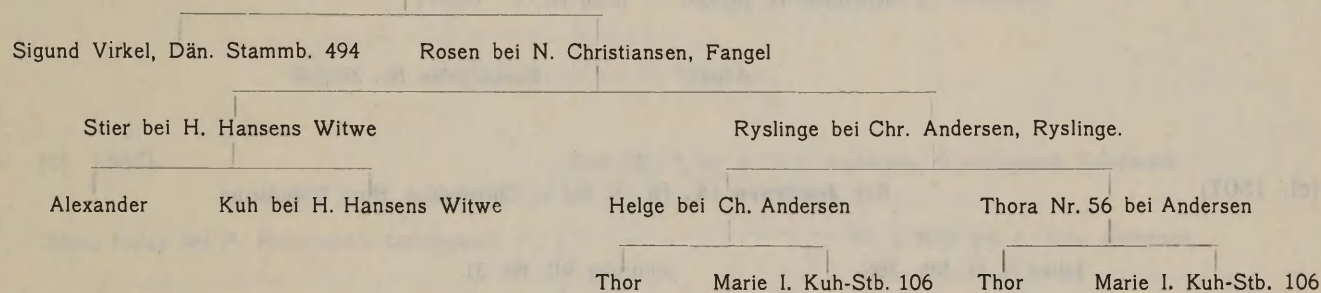 Sigund Virkel, Dän. Stammb. 494 Rosen bei N. Christiansen, Fangel
Stier bei H. Hansens Witwe Ryslinge bei Chr. Andersen, Ryslinge.
Alexander Kuh bei H. Hansens Witwe Helge bei Ch. Andersen Thora Nr. 56 bei Andersen
Thor Marie I. Kuh-Stb. 106 Thor Marie I. Kuh-Stb. 106